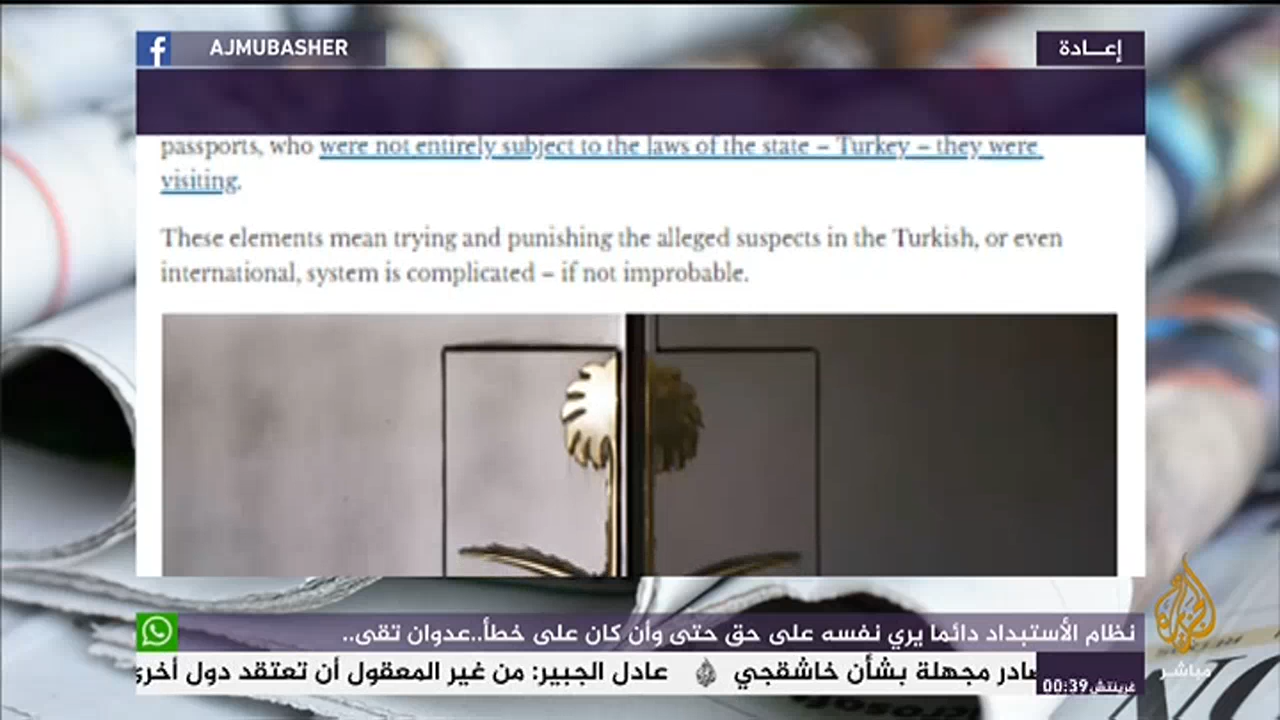 AJMUBASHER
إعـــادة
passports, who were not entirely subject to the laws of the state – Turkey – they were
visiting.
These elements mean trying and punishing the alleged suspects in the Turkish, or even
international, system is complicated – if not improbable.
نظام الأستبداد دائما يري نفسه على حق حتى وأن كان على خطأ..عدوان تقى..
صادر مجهلة بشأن خاشقجي عادل الجبير: من غير المعقول أن تعتقد دول أخرى
غرينتش 00:39
مباشر